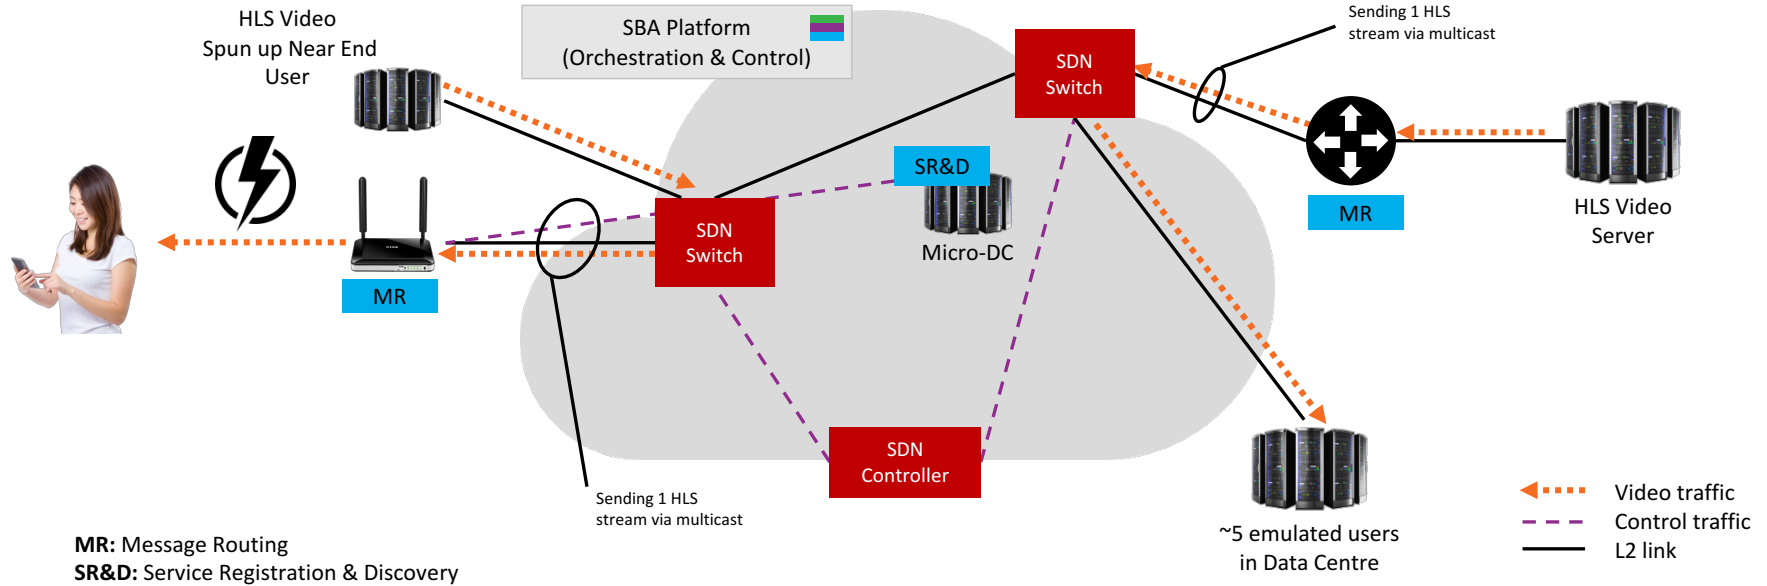 HLS Video
Spun up Near End
User
SBA Platform
(Orchestration & Control)
Sending 1 HLS
stream via multicast
SDN
Switch
SR&D
Micro-DC
MR
HLS Video
Server
SDN
Switch
MR
SDN
Controller
Sending 1 HLS
stream via multicast
~5 emulated users
in Data Centre
Video traffic
Control traffic
L2 link
MR: Message Routing
SR&D: Service Registration & Discovery